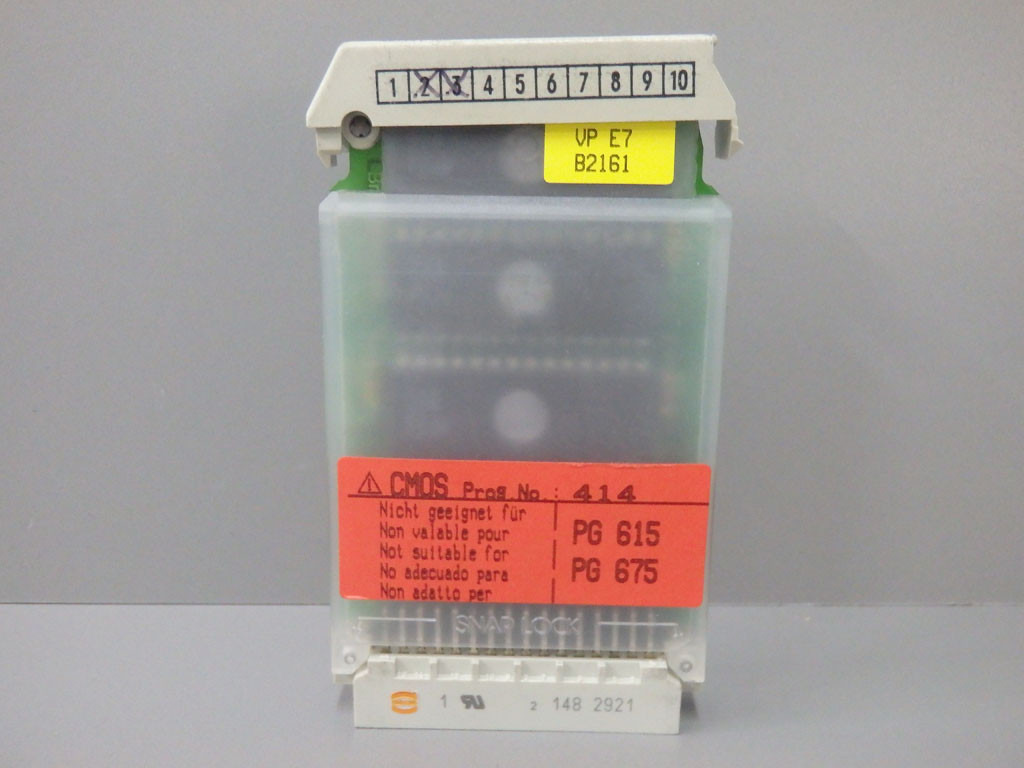 1 2 3 4 5 6 7 8 9 10
VP E7
B2161
CMOS Prog.No.: 414
Nicht geeignet für
Non valable pour
Not suitable for
No adecuado para
Non adatto per
PG 615
PG 675
SNAP LOCK
1 2 148 2921